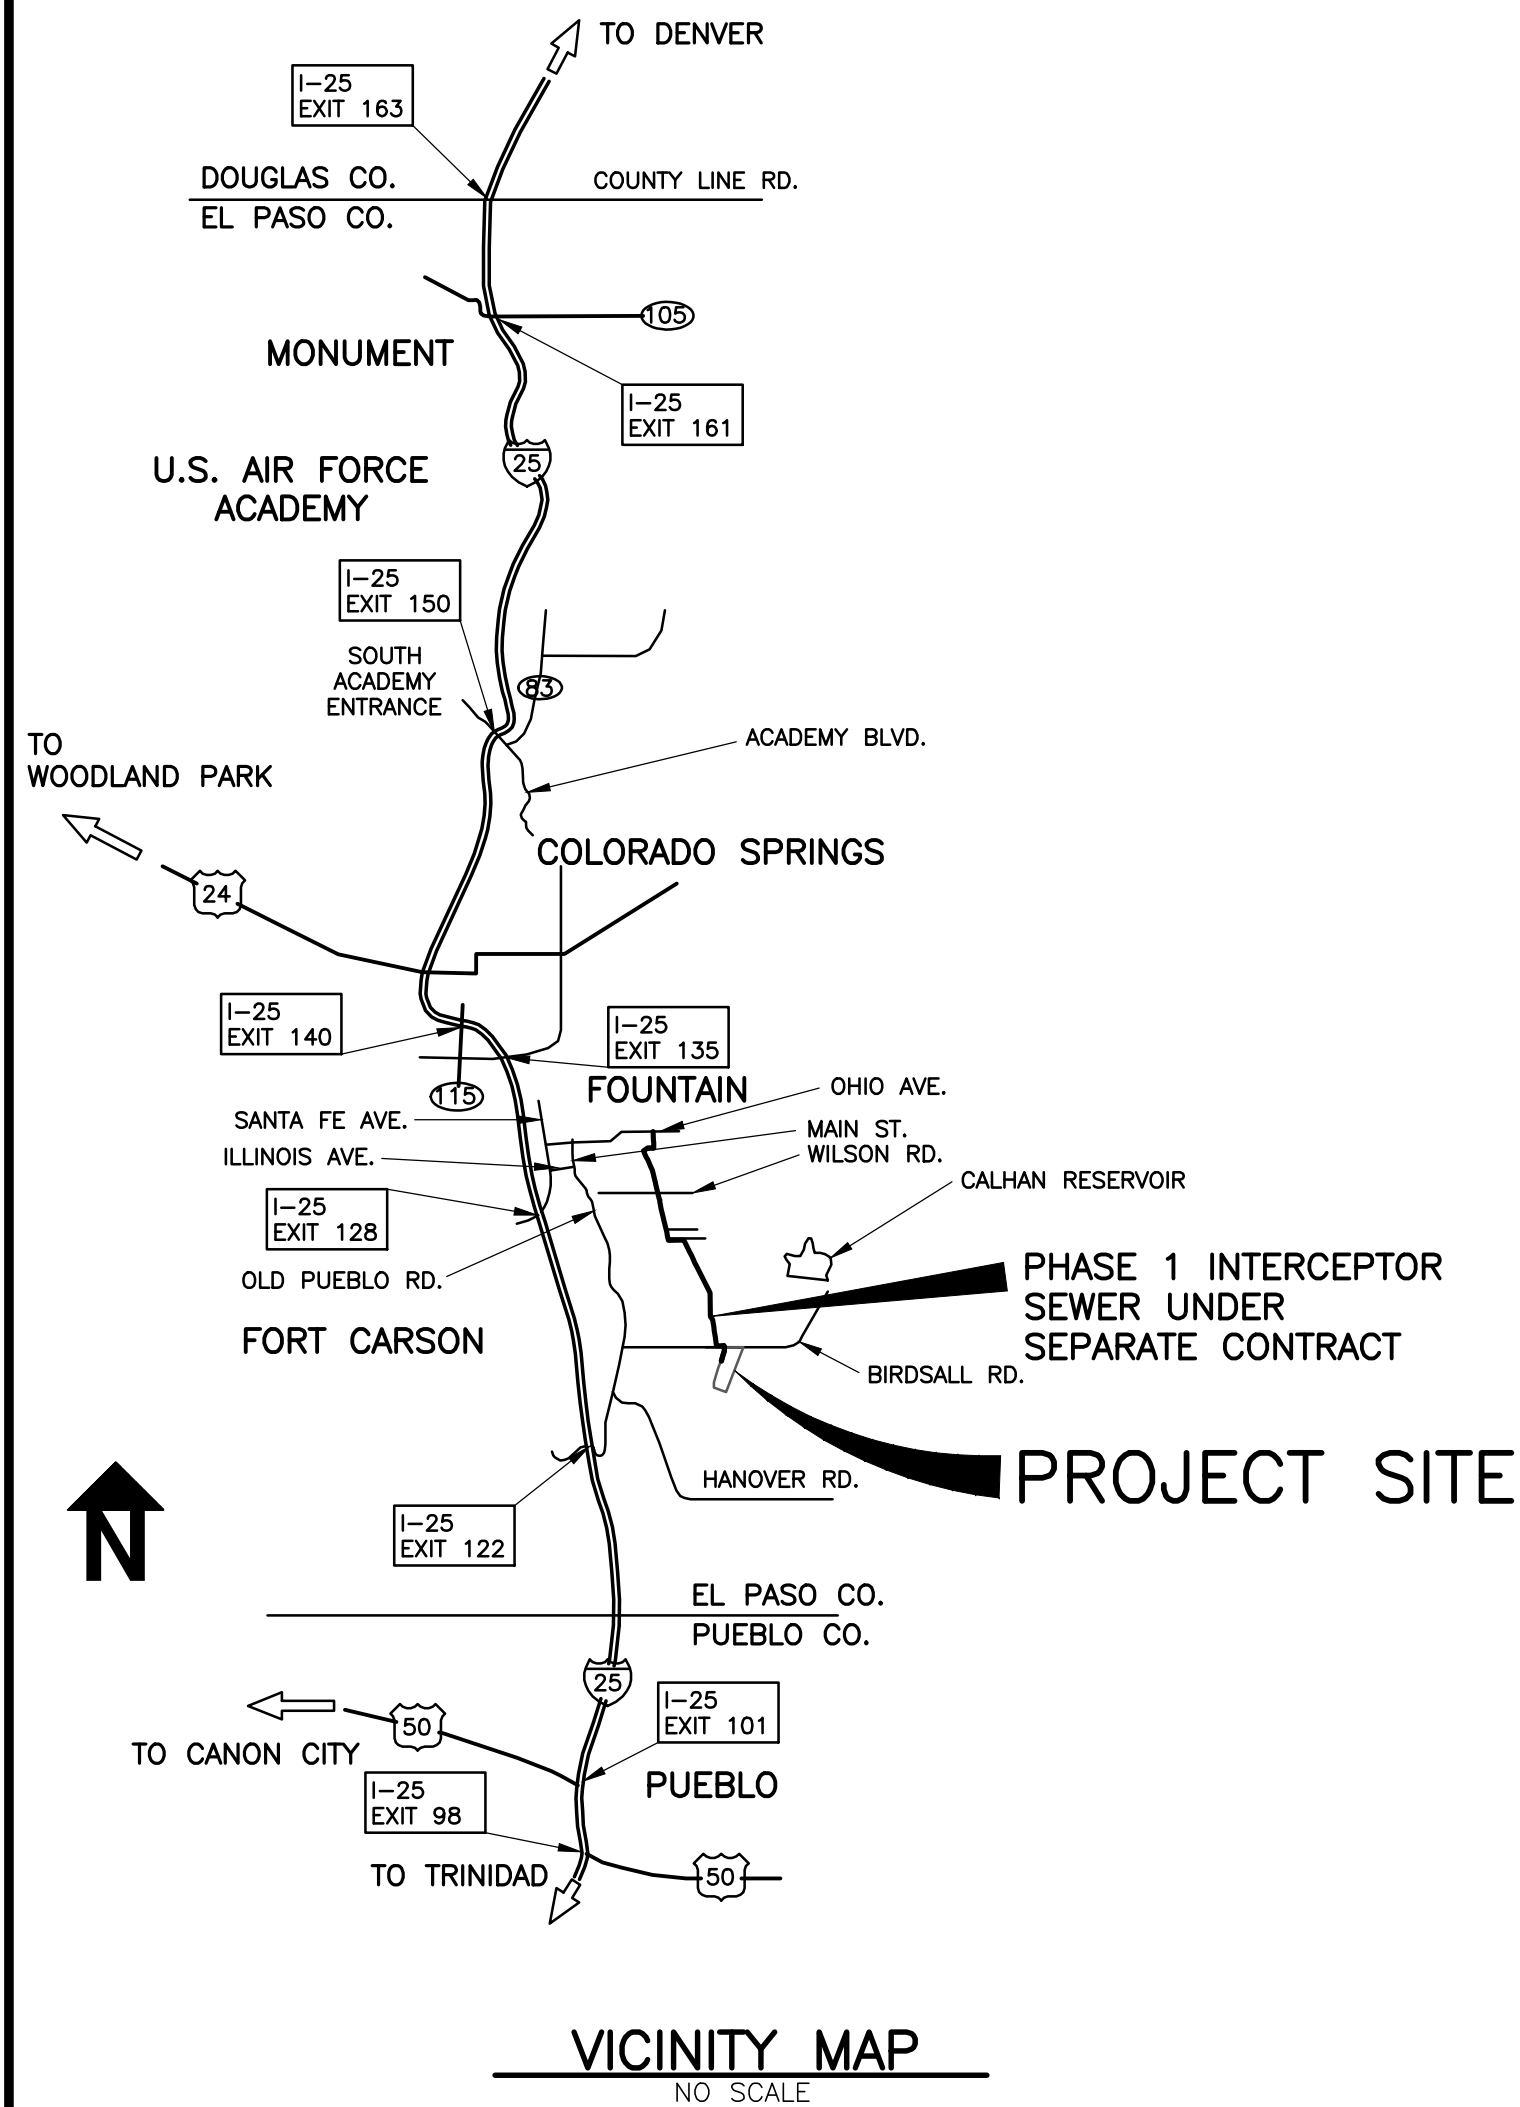 TO DENVER
I-25
EXIT 163
DOUGLAS CO.
COUNTY LINE RD.
EL PASO CO.
105
MONUMENT
I-25
EXIT 161
U.S. AIR FORCE
ACADEMY
25
I-25
EXIT 150
SOUTH
ACADEMY
ENTRANCE
83
ACADEMY BLVD.
TO
WOODLAND PARK
COLORADO SPRINGS
24
I-25
EXIT 140
I-25
EXIT 135
115
FOUNTAIN
OHIO AVE.
SANTA FE AVE.
MAIN ST.
ILLINOIS AVE.
WILSON RD.
CALHAN RESERVOIR
I-25
EXIT 128
OLD PUEBLO RD.
PHASE 1 INTERCEPTOR
SEWER UNDER
SEPARATE CONTRACT
FORT CARSON
BIRDSALL RD.
PROJECT SITE
HANOVER RD.
N
I-25
EXIT 122
EL PASO CO.
PUEBLO CO.
25
I-25
EXIT 101
50
TO CANON CITY
PUEBLO
I-25
EXIT 98
TO TRINIDAD
50
VICINITY MAP
NO SCALE